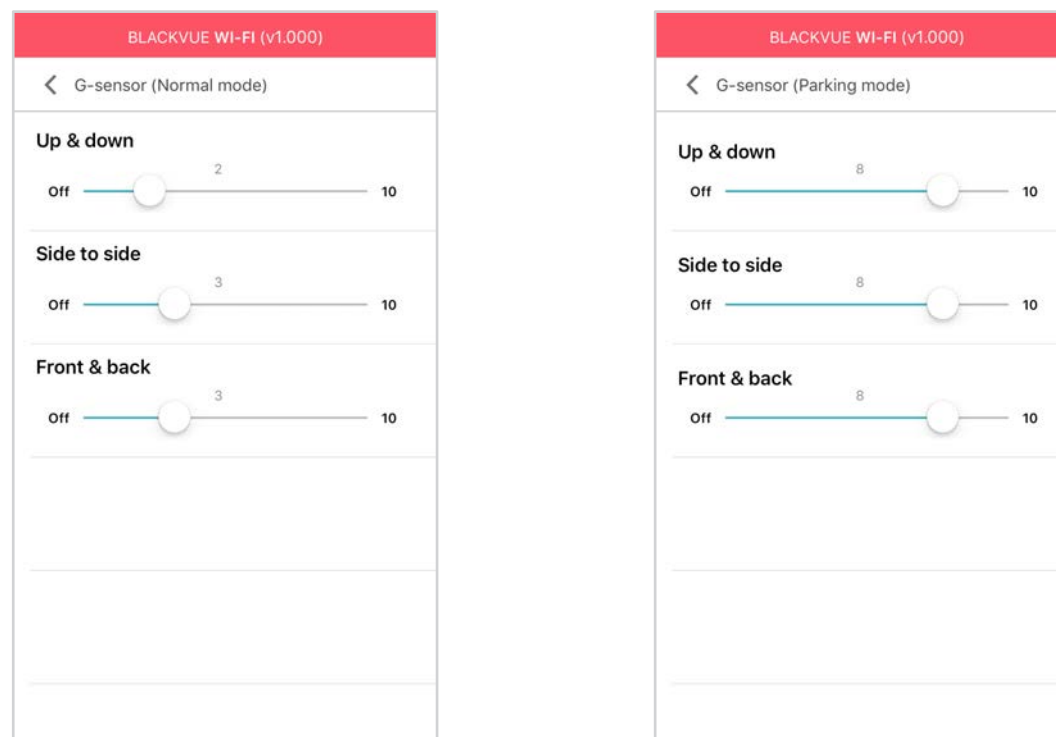 BLACKVUE WI-FI (v1.000)
G-sensor (Normal mode)
Up & down
2
Off 10
Side to side
3
Off 10
Front & back
3
Off 10
BLACKVUE WI-FI (v1.000)
G-sensor (Parking mode)
Up & down
8
Off 10
Side to side
8
Off 10
Front & back
8
Off 10